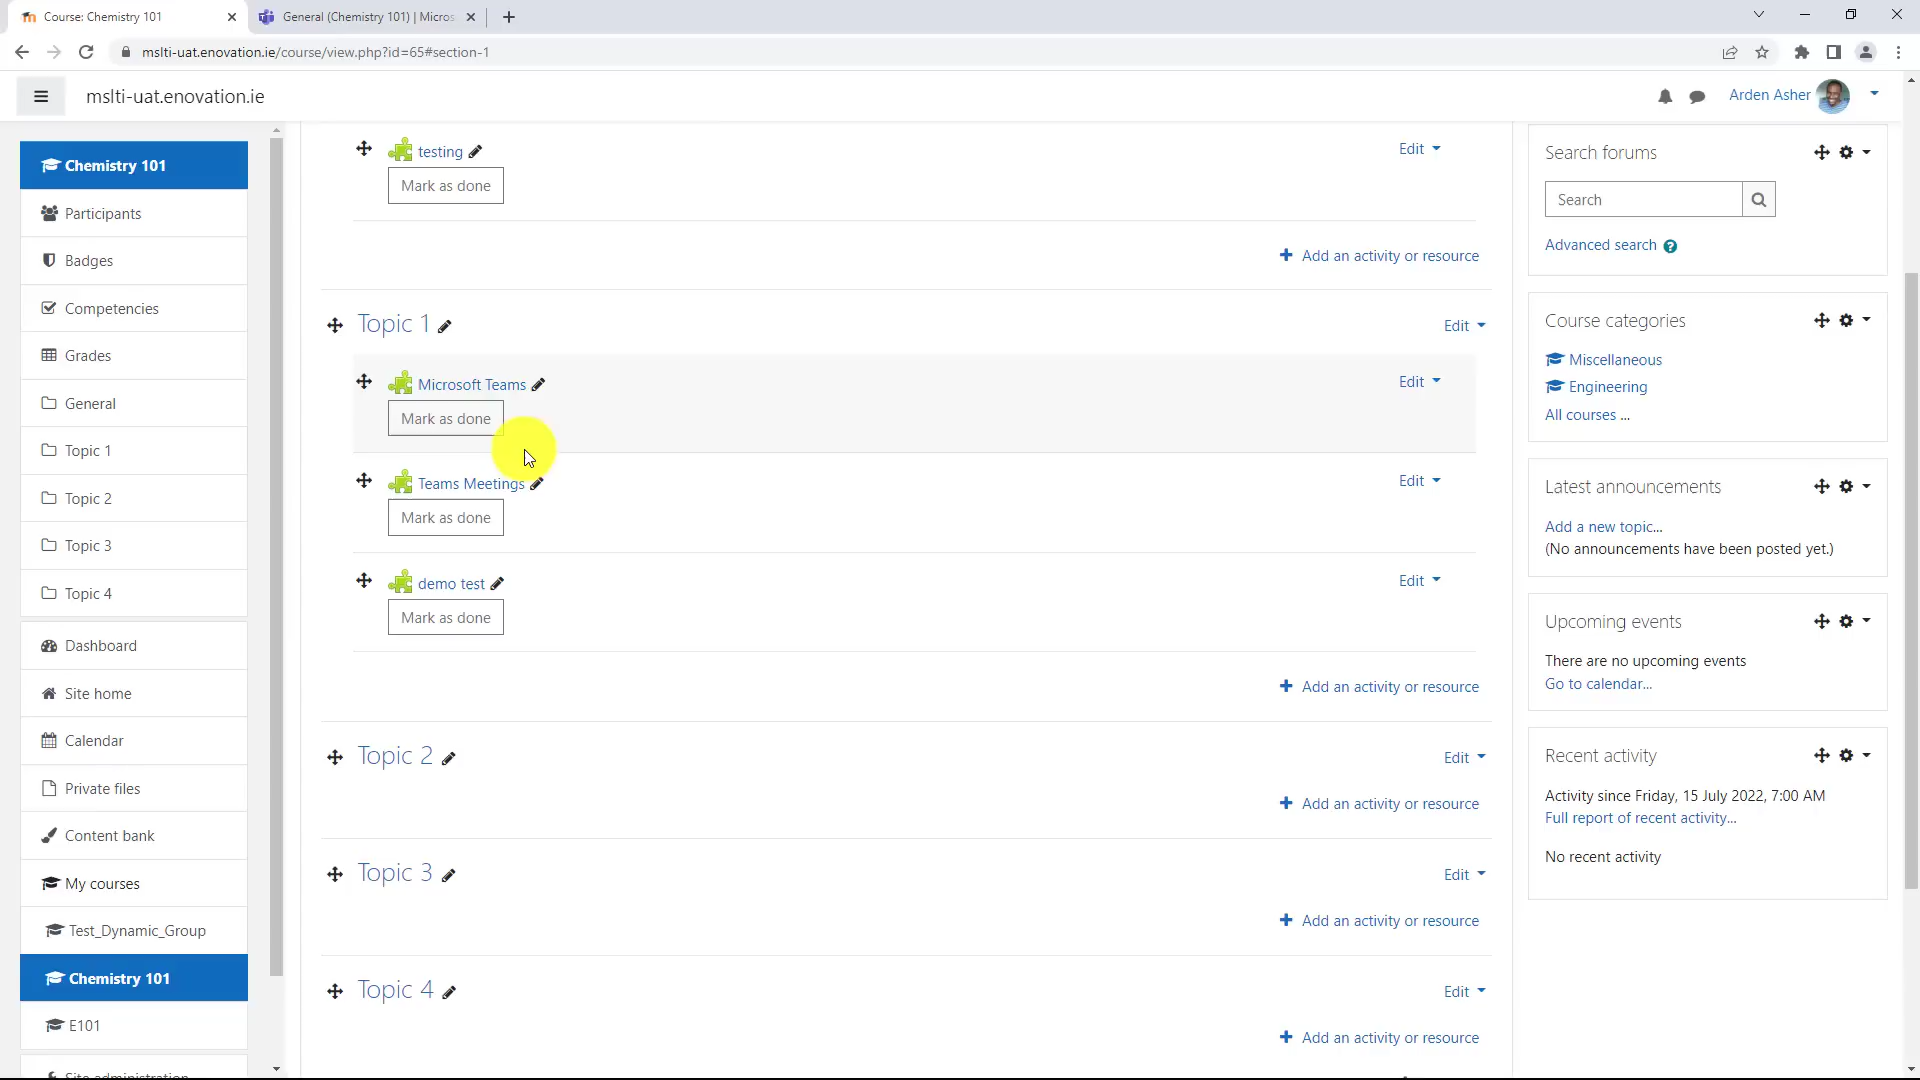 Course: Chemistry 101
General (Chemistry 101) | Micros
mslti-uat.enovation.ie/course/view.php?id=65#section-1
mslti-uat.enovation.ie
Arden Asher
Chemistry 101
Participants
Badges
Competencies
Grades
General
Topic 1
Topic 2
Topic 3
Topic 4
Dashboard
Site home
Calendar
Private files
Content bank
My courses
Test_Dynamic_Group
Chemistry 101
E101
Site administration
testing
Edit
Mark as done
Add an activity or resource
Topic 1
Edit
Microsoft Teams
Edit
Mark as done
Teams Meetings
Edit
Mark as done
demo test
Edit
Mark as done
Add an activity or resource
Topic 2
Edit
Add an activity or resource
Topic 3
Edit
Add an activity or resource
Topic 4
Edit
Add an activity or resource
Search forums
Search
Advanced search
Course categories
Miscellaneous
Engineering
All courses ...
Latest announcements
Add a new topic...
(No announcements have been posted yet.)
Upcoming events
There are no upcoming events
Go to calendar...
Recent activity
Activity since Friday, 15 July 2022, 7:00 AM
Full report of recent activity...
No recent activity